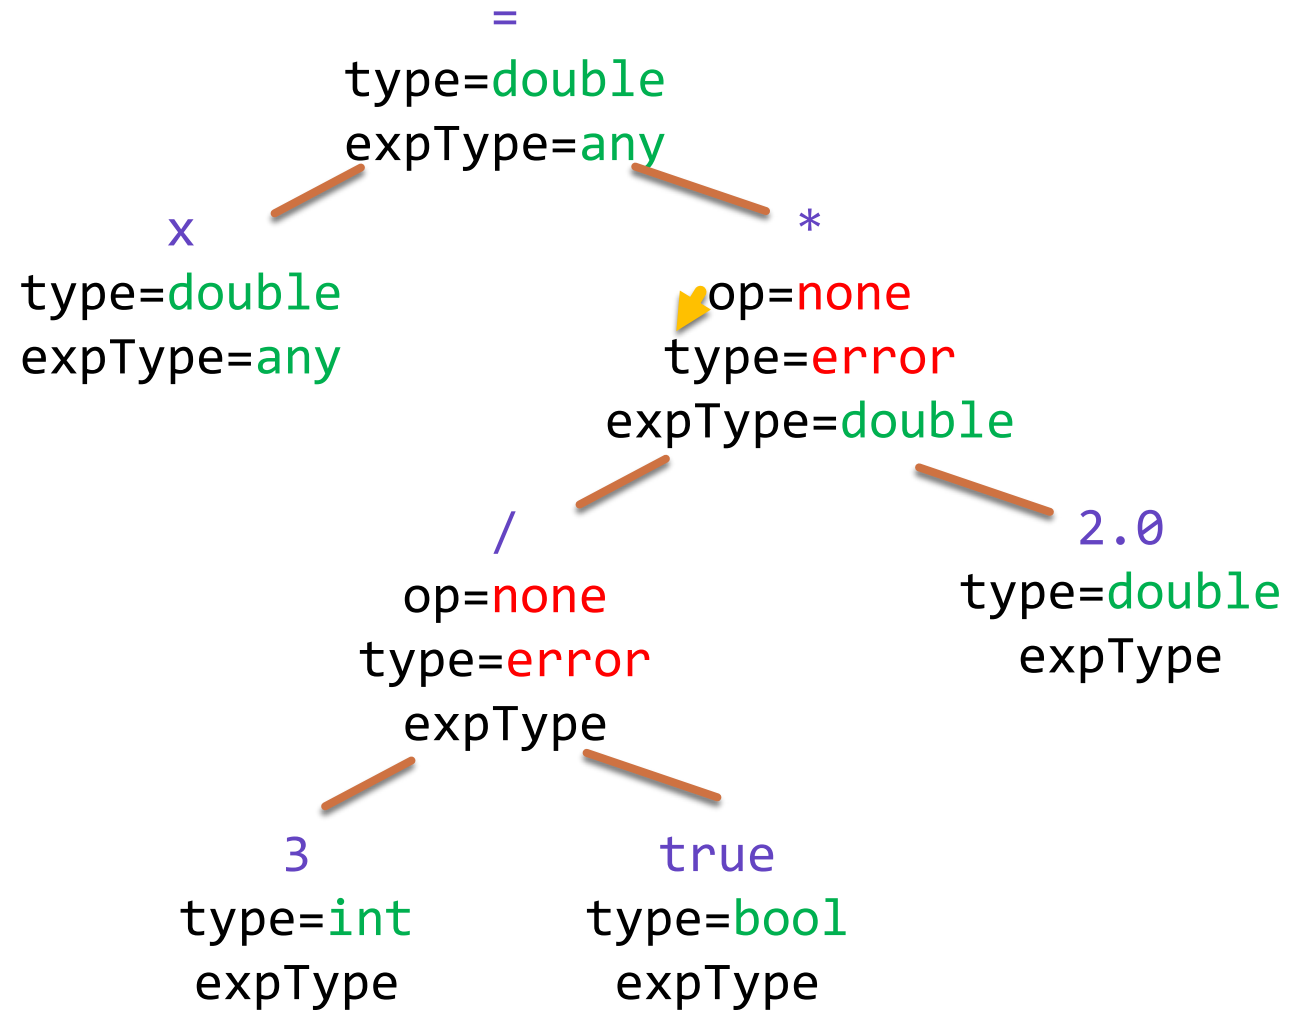 =
type=double
expType=any
x
type=double
expType=any
*
op=none
type=error
expType=double
/
op=none
type=error
expType
2.0
type=double
expType
3
type=int
expType
true
type=bool
expType